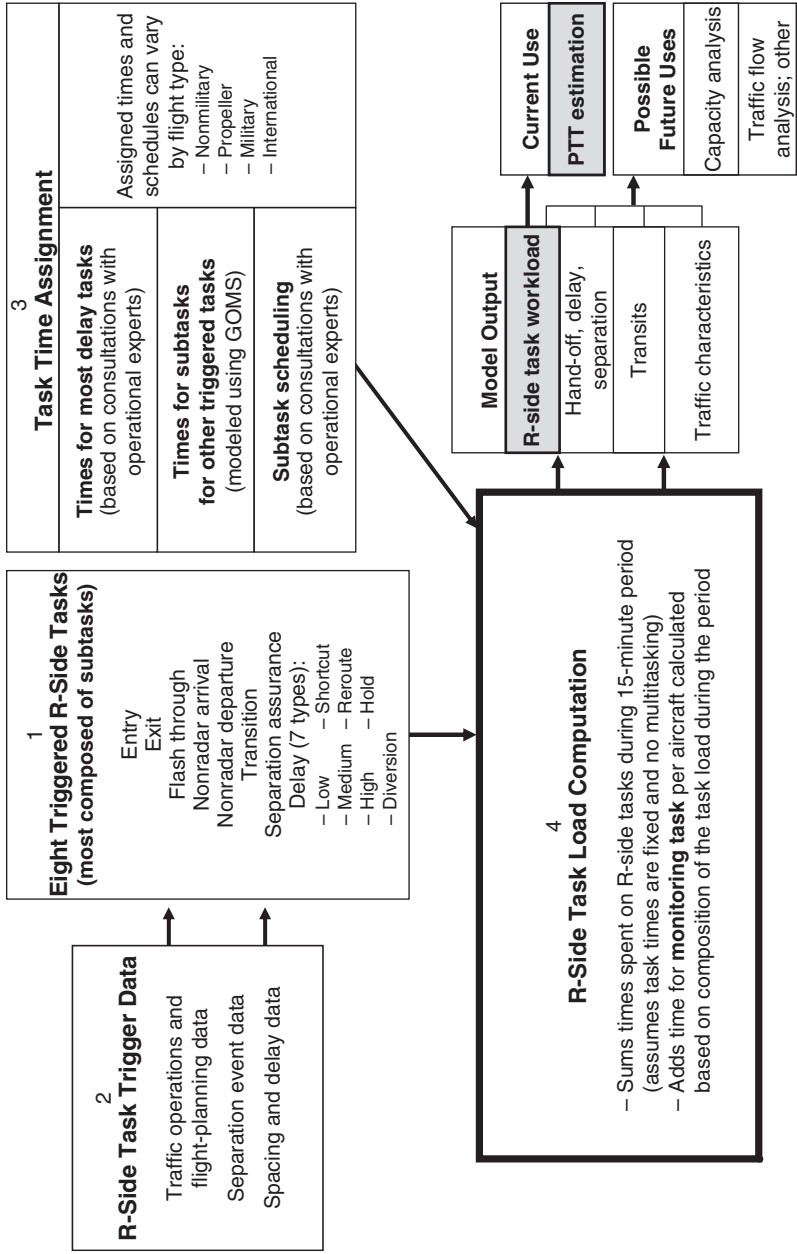 2
R-Side Task Trigger Data
Traffic operations and
flight-planning data
Separation event data
Spacing and delay data
1
Eight Triggered R-Side Tasks
(most composed of subtasks)
Entry
Exit
Flash through
Nonradar arrival
Nonradar departure
Transition
Separation assurance
Delay (7 types):
– Low – Shortcut
– Medium – Reroute
– High – Hold
– Diversion
3
Task Time Assignment
Times for most delay tasks
(based on consultations with
operational experts)
Times for subtasks
for other triggered tasks
(modeled using GOMS)
Subtask scheduling
(based on consultations with
operational experts)
Assigned times and
schedules can vary
by flight type:
– Nonmilitary
– Propeller
– Military
– International
4
R-Side Task Load Computation
– Sums times spent on R-side tasks during 15-minute period
(assumes task times are fixed and no multitasking)
– Adds time for monitoring task per aircraft calculated
based on composition of the task load during the period
Model Output
R-side task workload
Hand-off, delay,
separation
Transits
Traffic characteristics
Current Use
PTT estimation
Possible
Future Uses
Capacity analysis
Traffic flow
analysis; other